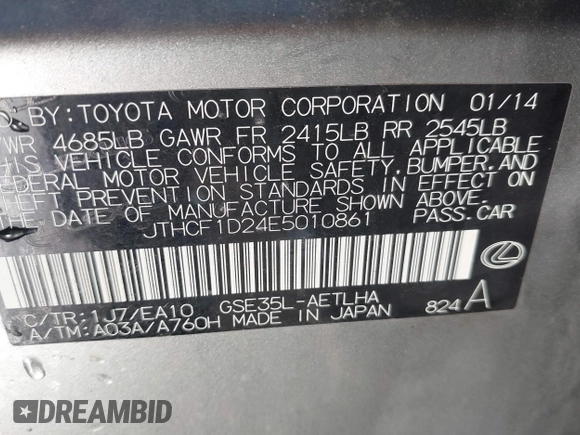 D BY: TOYOTA MOTOR CORPORATION 01/14
VWR 4685LB GAWR FR 2415LB RR 2545LB
HIS VEHICLE CONFORMS TO ALL APPLICABLE
FEDERAL MOTOR VEHICLE SAFETY, BUMPER, AND
THEFT PREVENTION STANDARDS IN EFFECT ON
THE DATE OF MANUFACTURE SHOWN ABOVE.
JTHCF1D24E5010861 PASS. CAR
C/TR: 1J7/EA10 GSE35L-AETLHA
A/TM: A03A/A760H MADE IN JAPAN 824 A
DREAMBID